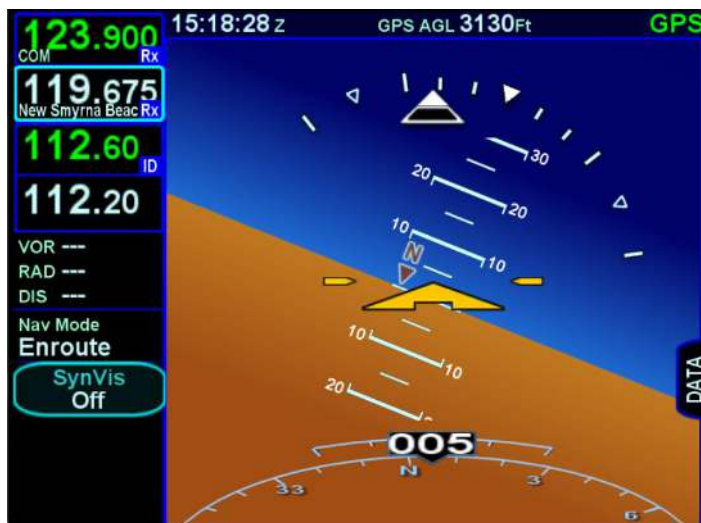 123.900
COM Rx
119.675
New Smyrna Beac Rx
112.60
ID
112.20
VOR ---
RAD ---
DIS ---
Nav Mode
Enroute
SynVis
Off
15:18:28 Z GPS AGL 3130Ft GPS
30
20 20
10 10
N
10 10
20
DATA
005
33 N 3 6